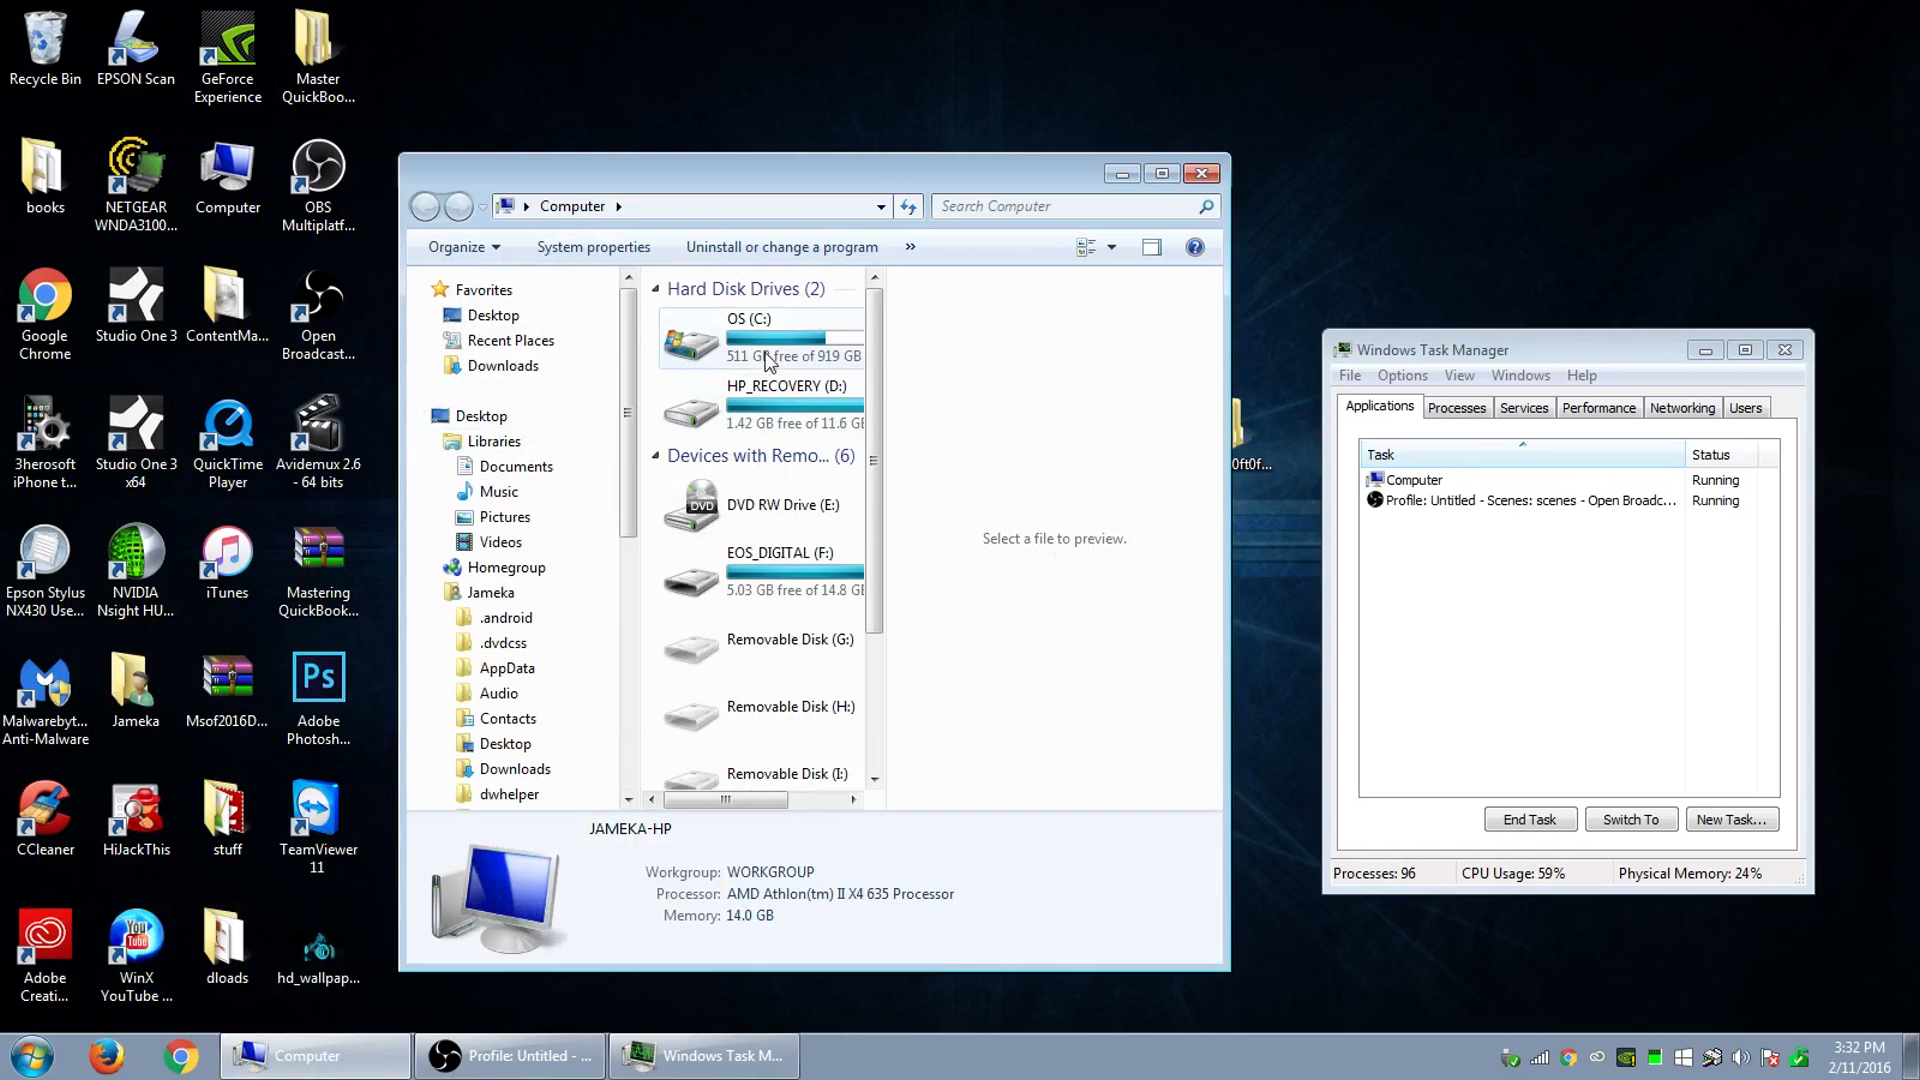 Recycle Bin
EPSON Scan
GeForce
Experience
Master
QuickBoo...
books
NETGEAR
WNDA3100...
Computer
OBS
Multiplatf...
Google
Chrome
Studio One 3
ContentMa...
Open
Broadcast...
3herosoft
iPhone t...
Studio One 3
x64
QuickTime
Player
Avidemux 2.6
- 64 bits
Epson Stylus
NX430 Use...
NVIDIA
Nsight HU...
iTunes
Mastering
QuickBook...
Malwarebyt...
Anti-Malware
Jameka
Msof2016D...
Ps
Adobe
Photosh...
CCleaner
HiJackThis
stuff
TeamViewer
11
Adobe
Creati...
You
Tube
WinX
YouTube ...
dloads
hd_wallpap...
Computer
Search Computer
Organize
System properties
Uninstall or change a program
»
Favorites
Desktop
Recent Places
Downloads
Desktop
Libraries
Documents
Music
Pictures
Videos
Homegroup
Jameka
.android
.dvdcss
AppData
Audio
Contacts
Desktop
Downloads
dwhelper
Hard Disk Drives (2)
OS (C:)
511 GB free of 919 GB
HP_RECOVERY (D:)
1.42 GB free of 11.6 GB
Devices with Remo... (6)
DVD
DVD RW Drive (E:)
EOS_DIGITAL (F:)
5.03 GB free of 14.8 GB
Removable Disk (G:)
Removable Disk (H:)
Removable Disk (I:)
Select a file to preview.
JAMEKA-HP
Workgroup: WORKGROUP
Processor: AMD Athlon(tm) II X4 635 Processor
Memory: 14.0 GB
0ft0f...
Windows Task Manager
File Options View Windows Help
Applications Processes Services Performance Networking Users
Task Status
Computer Running
Profile: Untitled - Scenes: scenes - Open Broadc... Running
End Task
Switch To
New Task...
Processes: 96
CPU Usage: 59%
Physical Memory: 24%
Computer
Profile: Untitled - ...
Windows Task M...
3:32 PM
2/11/2016